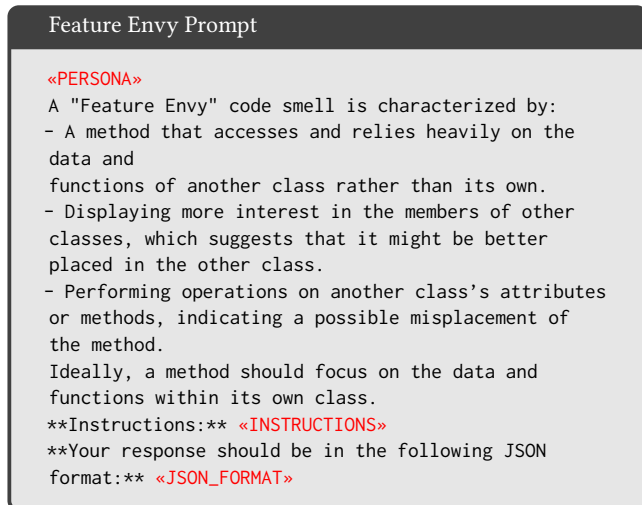 Feature Envy Prompt
«PERSONA»
A "Feature Envy" code smell is characterized by:
- A method that accesses and relies heavily on the
data and
functions of another class rather than its own.
- Displaying more interest in the members of other
classes, which suggests that it might be better
placed in the other class.
- Performing operations on another class's attributes
or methods, indicating a possible misplacement of
the method.
Ideally, a method should focus on the data and
functions within its own class.
**Instructions:** «INSTRUCTIONS»
**Your response should be in the following JSON
format:** «JSON_FORMAT»